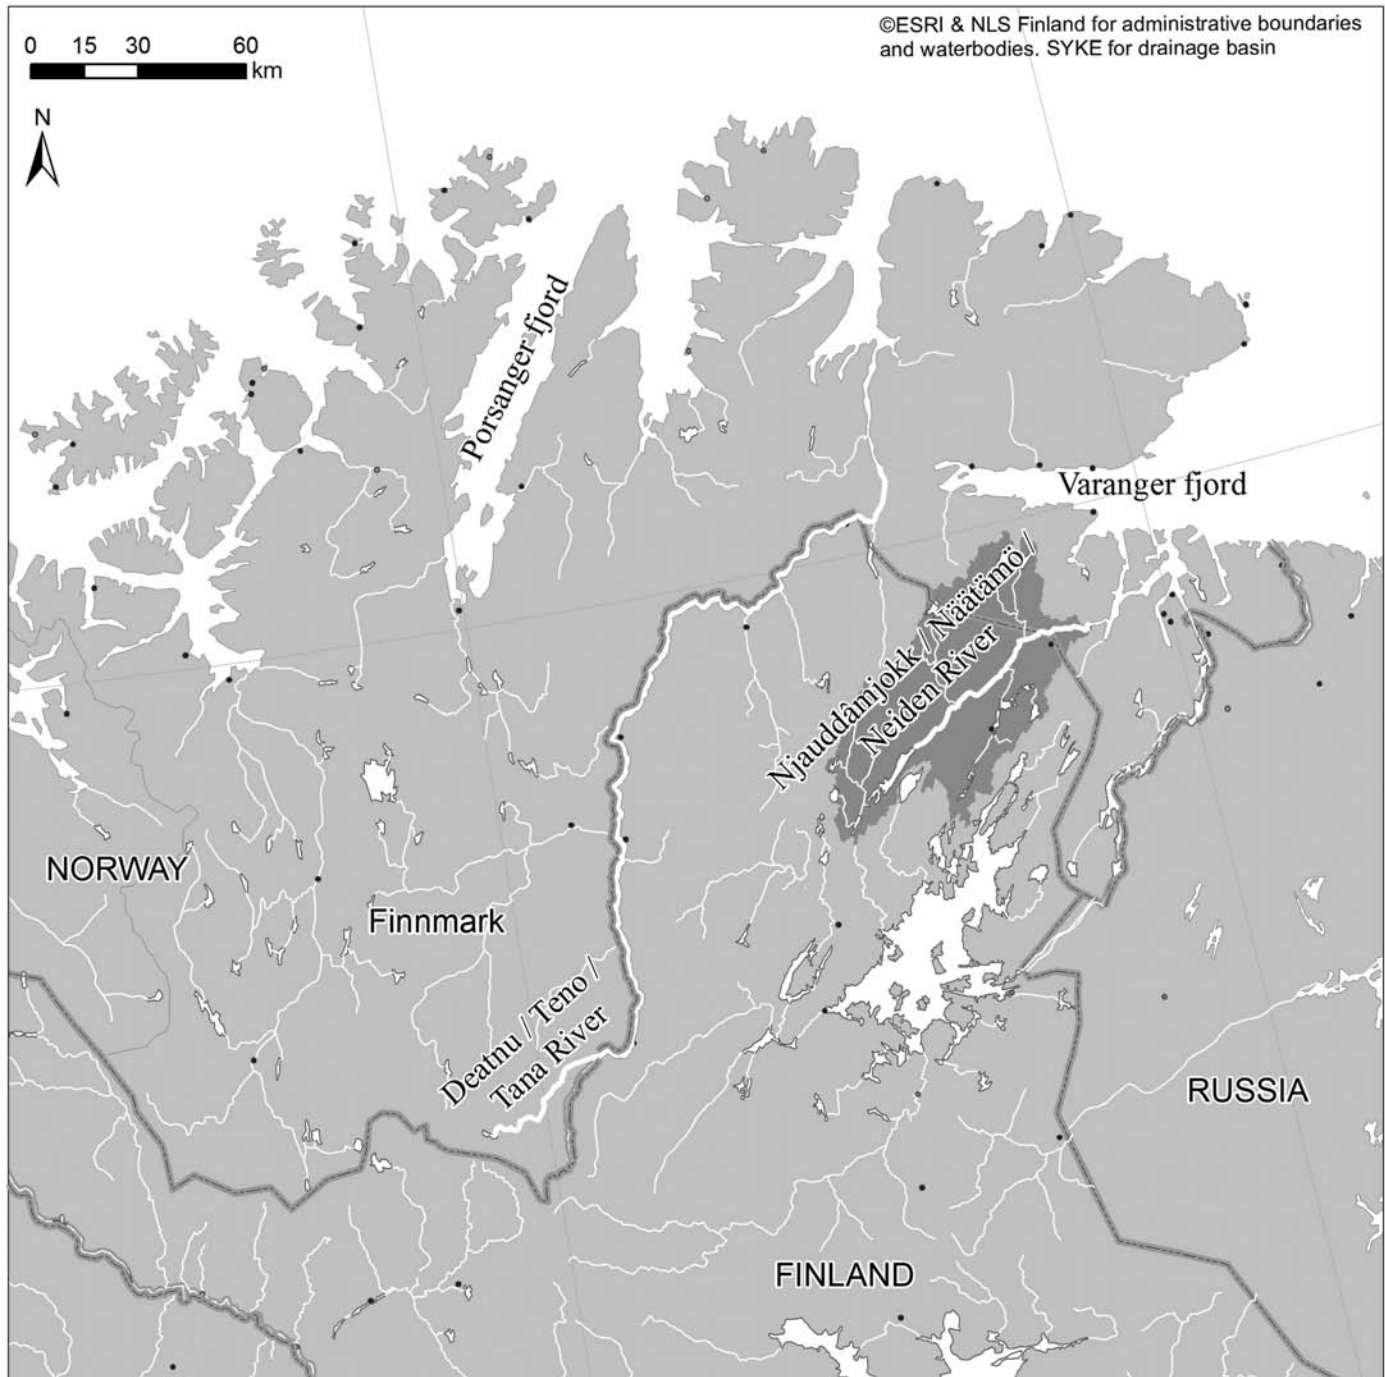 0 15 30 60
km
©ESRI & NLS Finland for administrative boundaries
and waterbodies. SYKE for drainage basin
N
Porsanger fjord
Varanger fjord
Njauddâmjokk / Näätämö /
Neiden River
NORWAY
Finnmark
Deatnu / Teno /
Tana River
RUSSIA
FINLAND